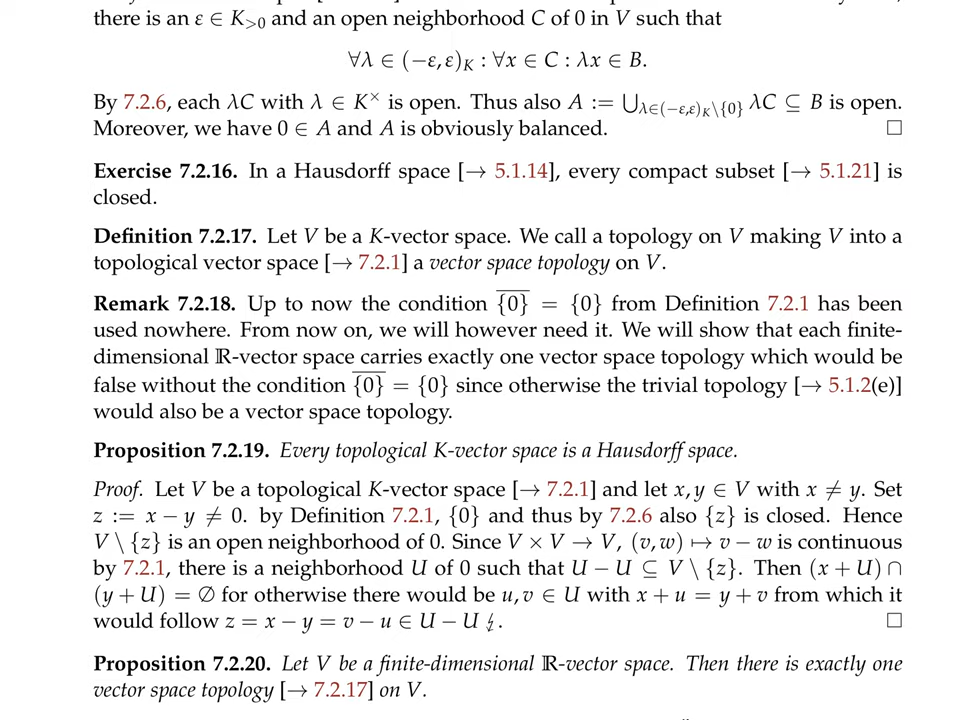 there is an ε ∈ K_{>0} and an open neighborhood C of 0 in V such that
∀λ ∈ (−ε, ε)_K : ∀x ∈ C : λx ∈ B.
By 7.2.6, each λC with λ ∈ K^× is open. Thus also A := ⋃_{λ∈(−ε,ε)_K\{0}} λC ⊆ B is open.
Moreover, we have 0 ∈ A and A is obviously balanced. □
Exercise 7.2.16. In a Hausdorff space [→ 5.1.14], every compact subset [→ 5.1.21] is
closed.
Definition 7.2.17. Let V be a K-vector space. We call a topology on V making V into a
topological vector space [→ 7.2.1] a vector space topology on V.
Remark 7.2.18. Up to now the condition \overline{{0}} = {0} from Definition 7.2.1 has been
used nowhere. From now on, we will however need it. We will show that each finite-
dimensional ℝ-vector space carries exactly one vector space topology which would be
false without the condition \overline{{0}} = {0} since otherwise the trivial topology [→ 5.1.2(e)]
would also be a vector space topology.
Proposition 7.2.19. Every topological K-vector space is a Hausdorff space.
Proof. Let V be a topological K-vector space [→ 7.2.1] and let x, y ∈ V with x ≠ y. Set
z := x − y ≠ 0. by Definition 7.2.1, {0} and thus by 7.2.6 also {z} is closed. Hence
V \ {z} is an open neighborhood of 0. Since V × V → V, (v, w) ↦ v − w is continuous
by 7.2.1, there is a neighborhood U of 0 such that U − U ⊆ V \ {z}. Then (x + U) ∩
(y + U) = ∅ for otherwise there would be u, v ∈ U with x + u = y + v from which it
would follow z = x − y = v − u ∈ U − U ↯. □
Proposition 7.2.20. Let V be a finite-dimensional ℝ-vector space. Then there is exactly one
vector space topology [→ 7.2.17] on V.